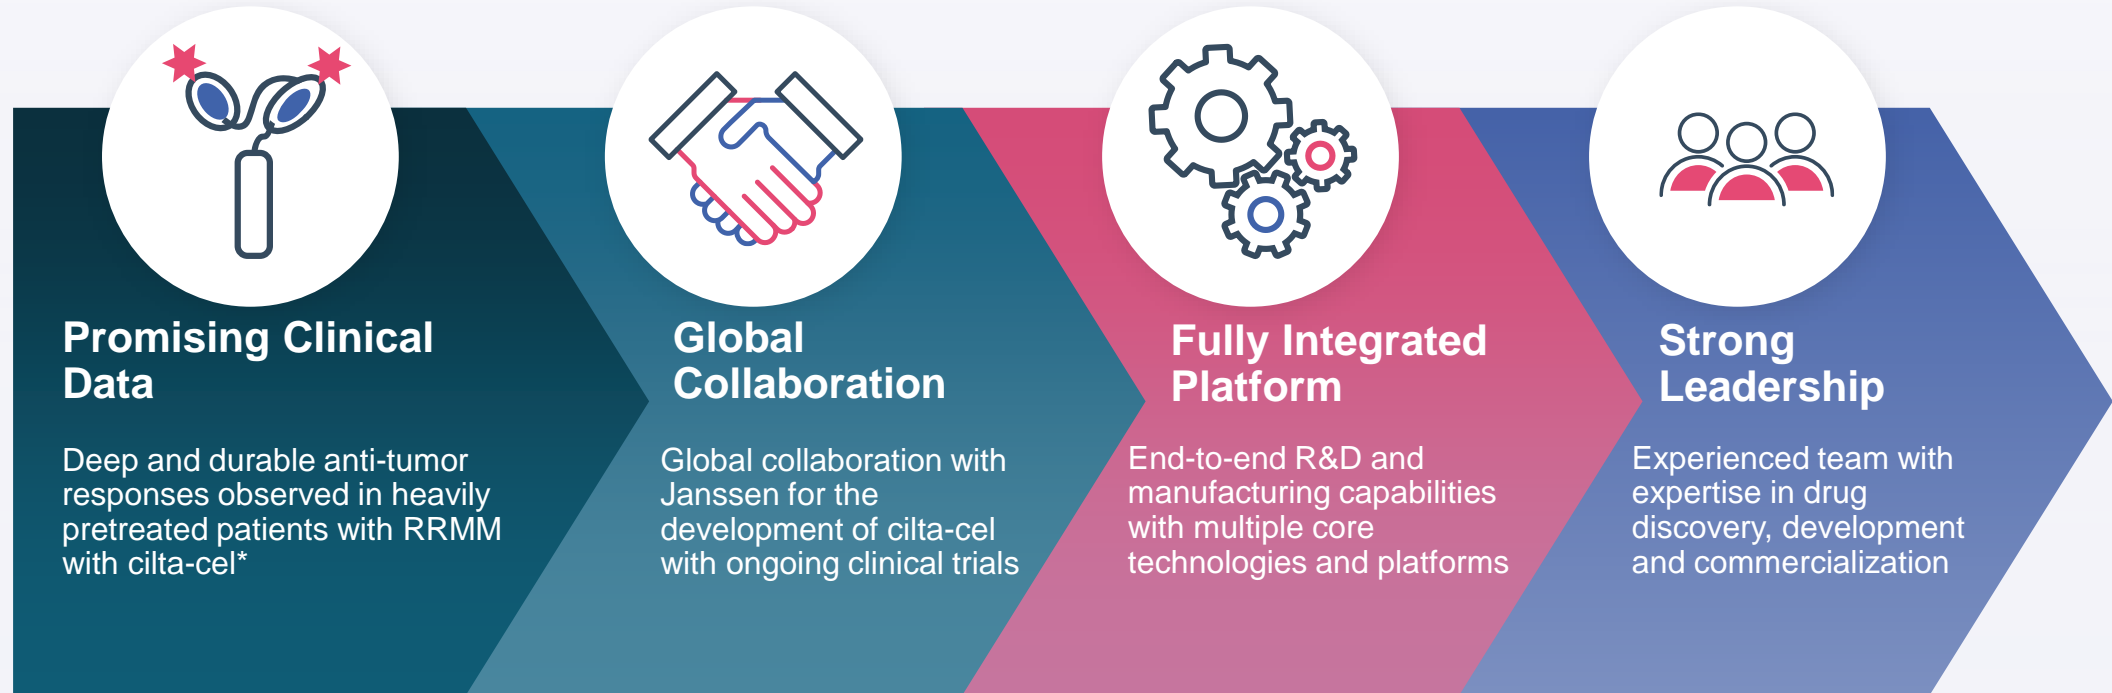 Promising Clinical
Data
Deep and durable anti-tumor
responses observed in heavily
pretreated patients with RRMM
with cilta-cel*
Global
Collaboration
Global collaboration with
Janssen for the
development of cilta-cel
with ongoing clinical trials
Fully Integrated
Platform
End-to-end R&D and
manufacturing capabilities
with multiple core
technologies and platforms
Strong
Leadership
Experienced team with
expertise in drug
discovery, development
and commercialization